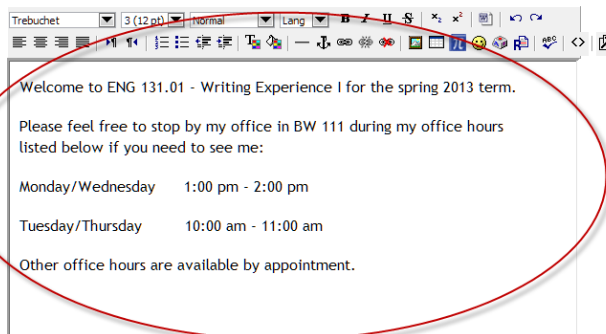 Trebuchet 3 (12 pt) Normal Lang B I U S x₂ x²
Welcome to ENG 131.01 - Writing Experience I for the spring 2013 term.
Please feel free to stop by my office in BW 111 during my office hours
listed below if you need to see me:
Monday/Wednesday 1:00 pm - 2:00 pm
Tuesday/Thursday 10:00 am - 11:00 am
Other office hours are available by appointment.